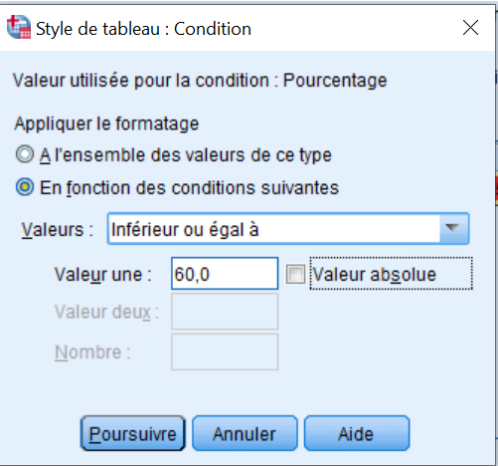 Style de tableau : Condition
Valeur utilisée pour la condition : Pourcentage
Appliquer le formatage
A l'ensemble des valeurs de ce type
En fonction des conditions suivantes
Valeurs : Inférieur ou égal à
Valeur une : 60,0 Valeur absolue
Valeur deux :
Nombre :
Poursuivre Annuler Aide